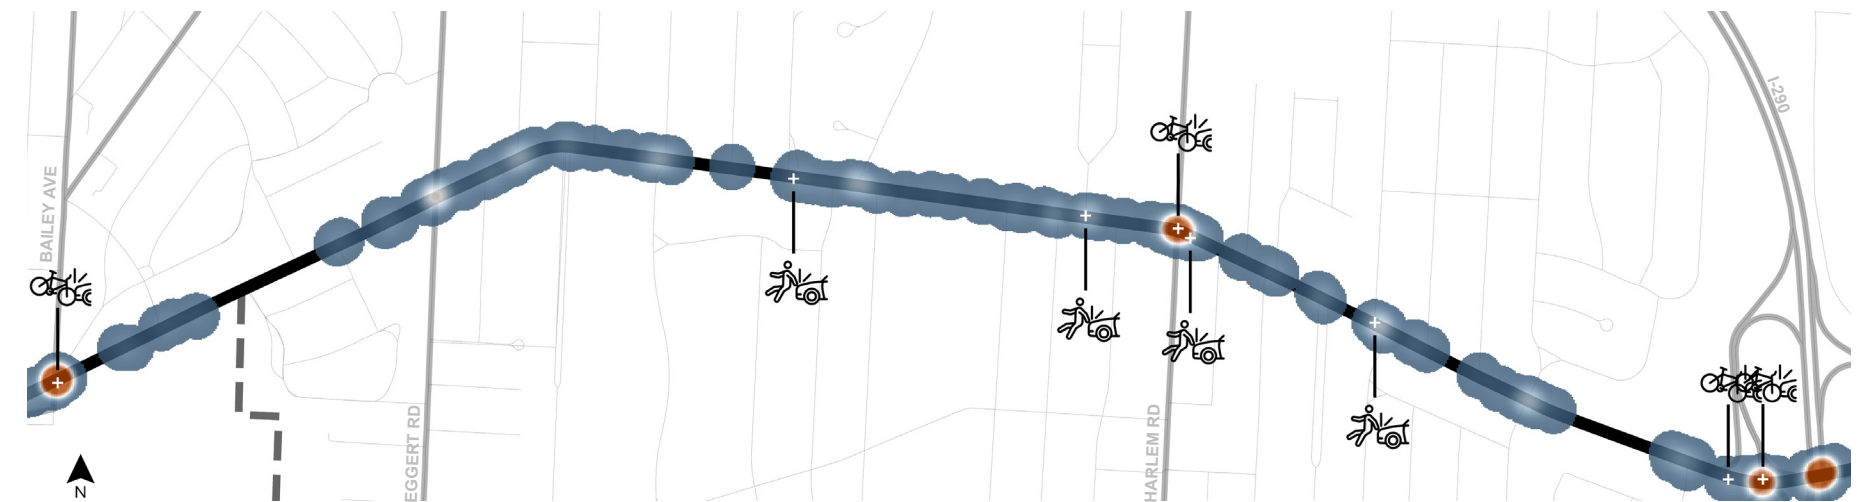 BAILEY AVE
EGGERT RD
HARLEM RD
I-290
N